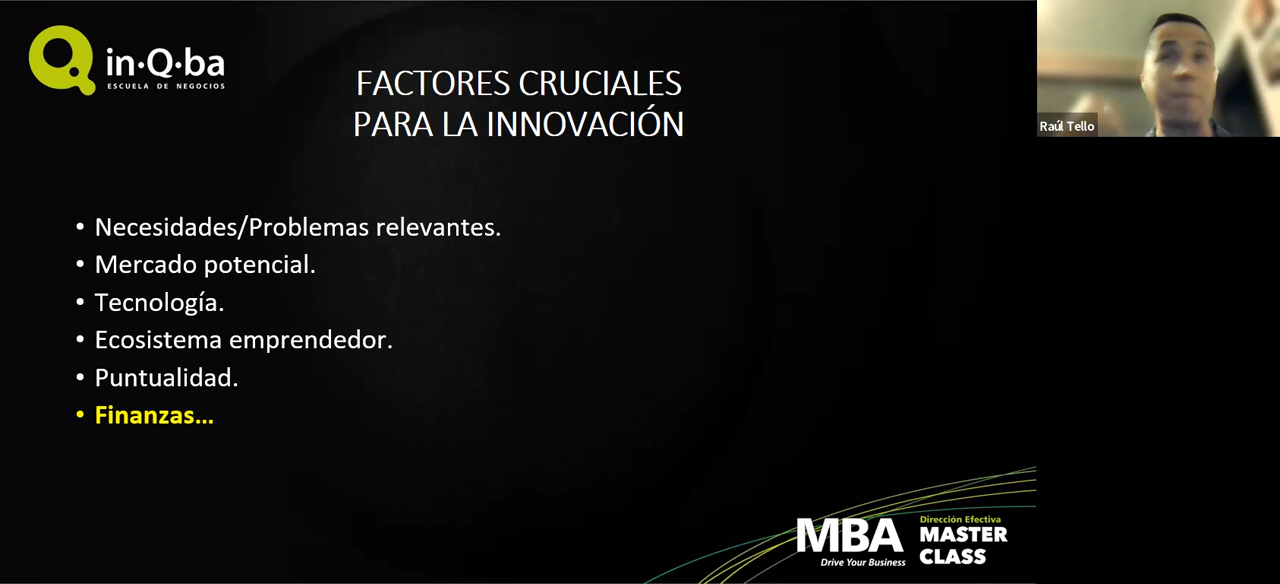 in·Q·ba
ESCUELA DE NEGOCIOS
FACTORES CRUCIALES
PARA LA INNOVACIÓN
Raúl Tello
• Necesidades/Problemas relevantes.
• Mercado potencial.
• Tecnología.
• Ecosistema emprendedor.
• Puntualidad.
• Finanzas...
MBA
Drive Your Business
Dirección Efectiva
MASTER
CLASS